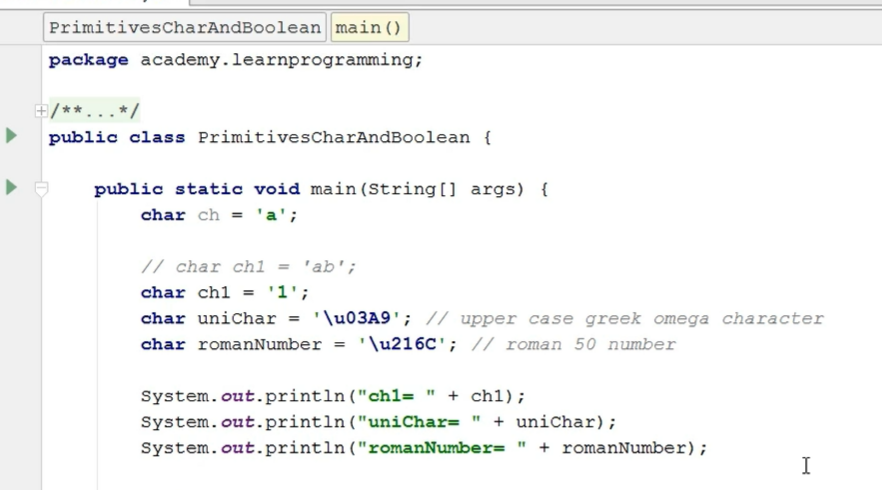 PrimitivesCharAndBoolean main()
package academy.learnprogramming;
/**...*/
public class PrimitivesCharAndBoolean {
public static void main(String[] args) {
char ch = 'a';
// char ch1 = 'ab';
char ch1 = '1';
char uniChar = '\u03A9'; // upper case greek omega character
char romanNumber = '\u216C'; // roman 50 number
System.out.println("ch1= " + ch1);
System.out.println("uniChar= " + uniChar);
System.out.println("romanNumber= " + romanNumber);